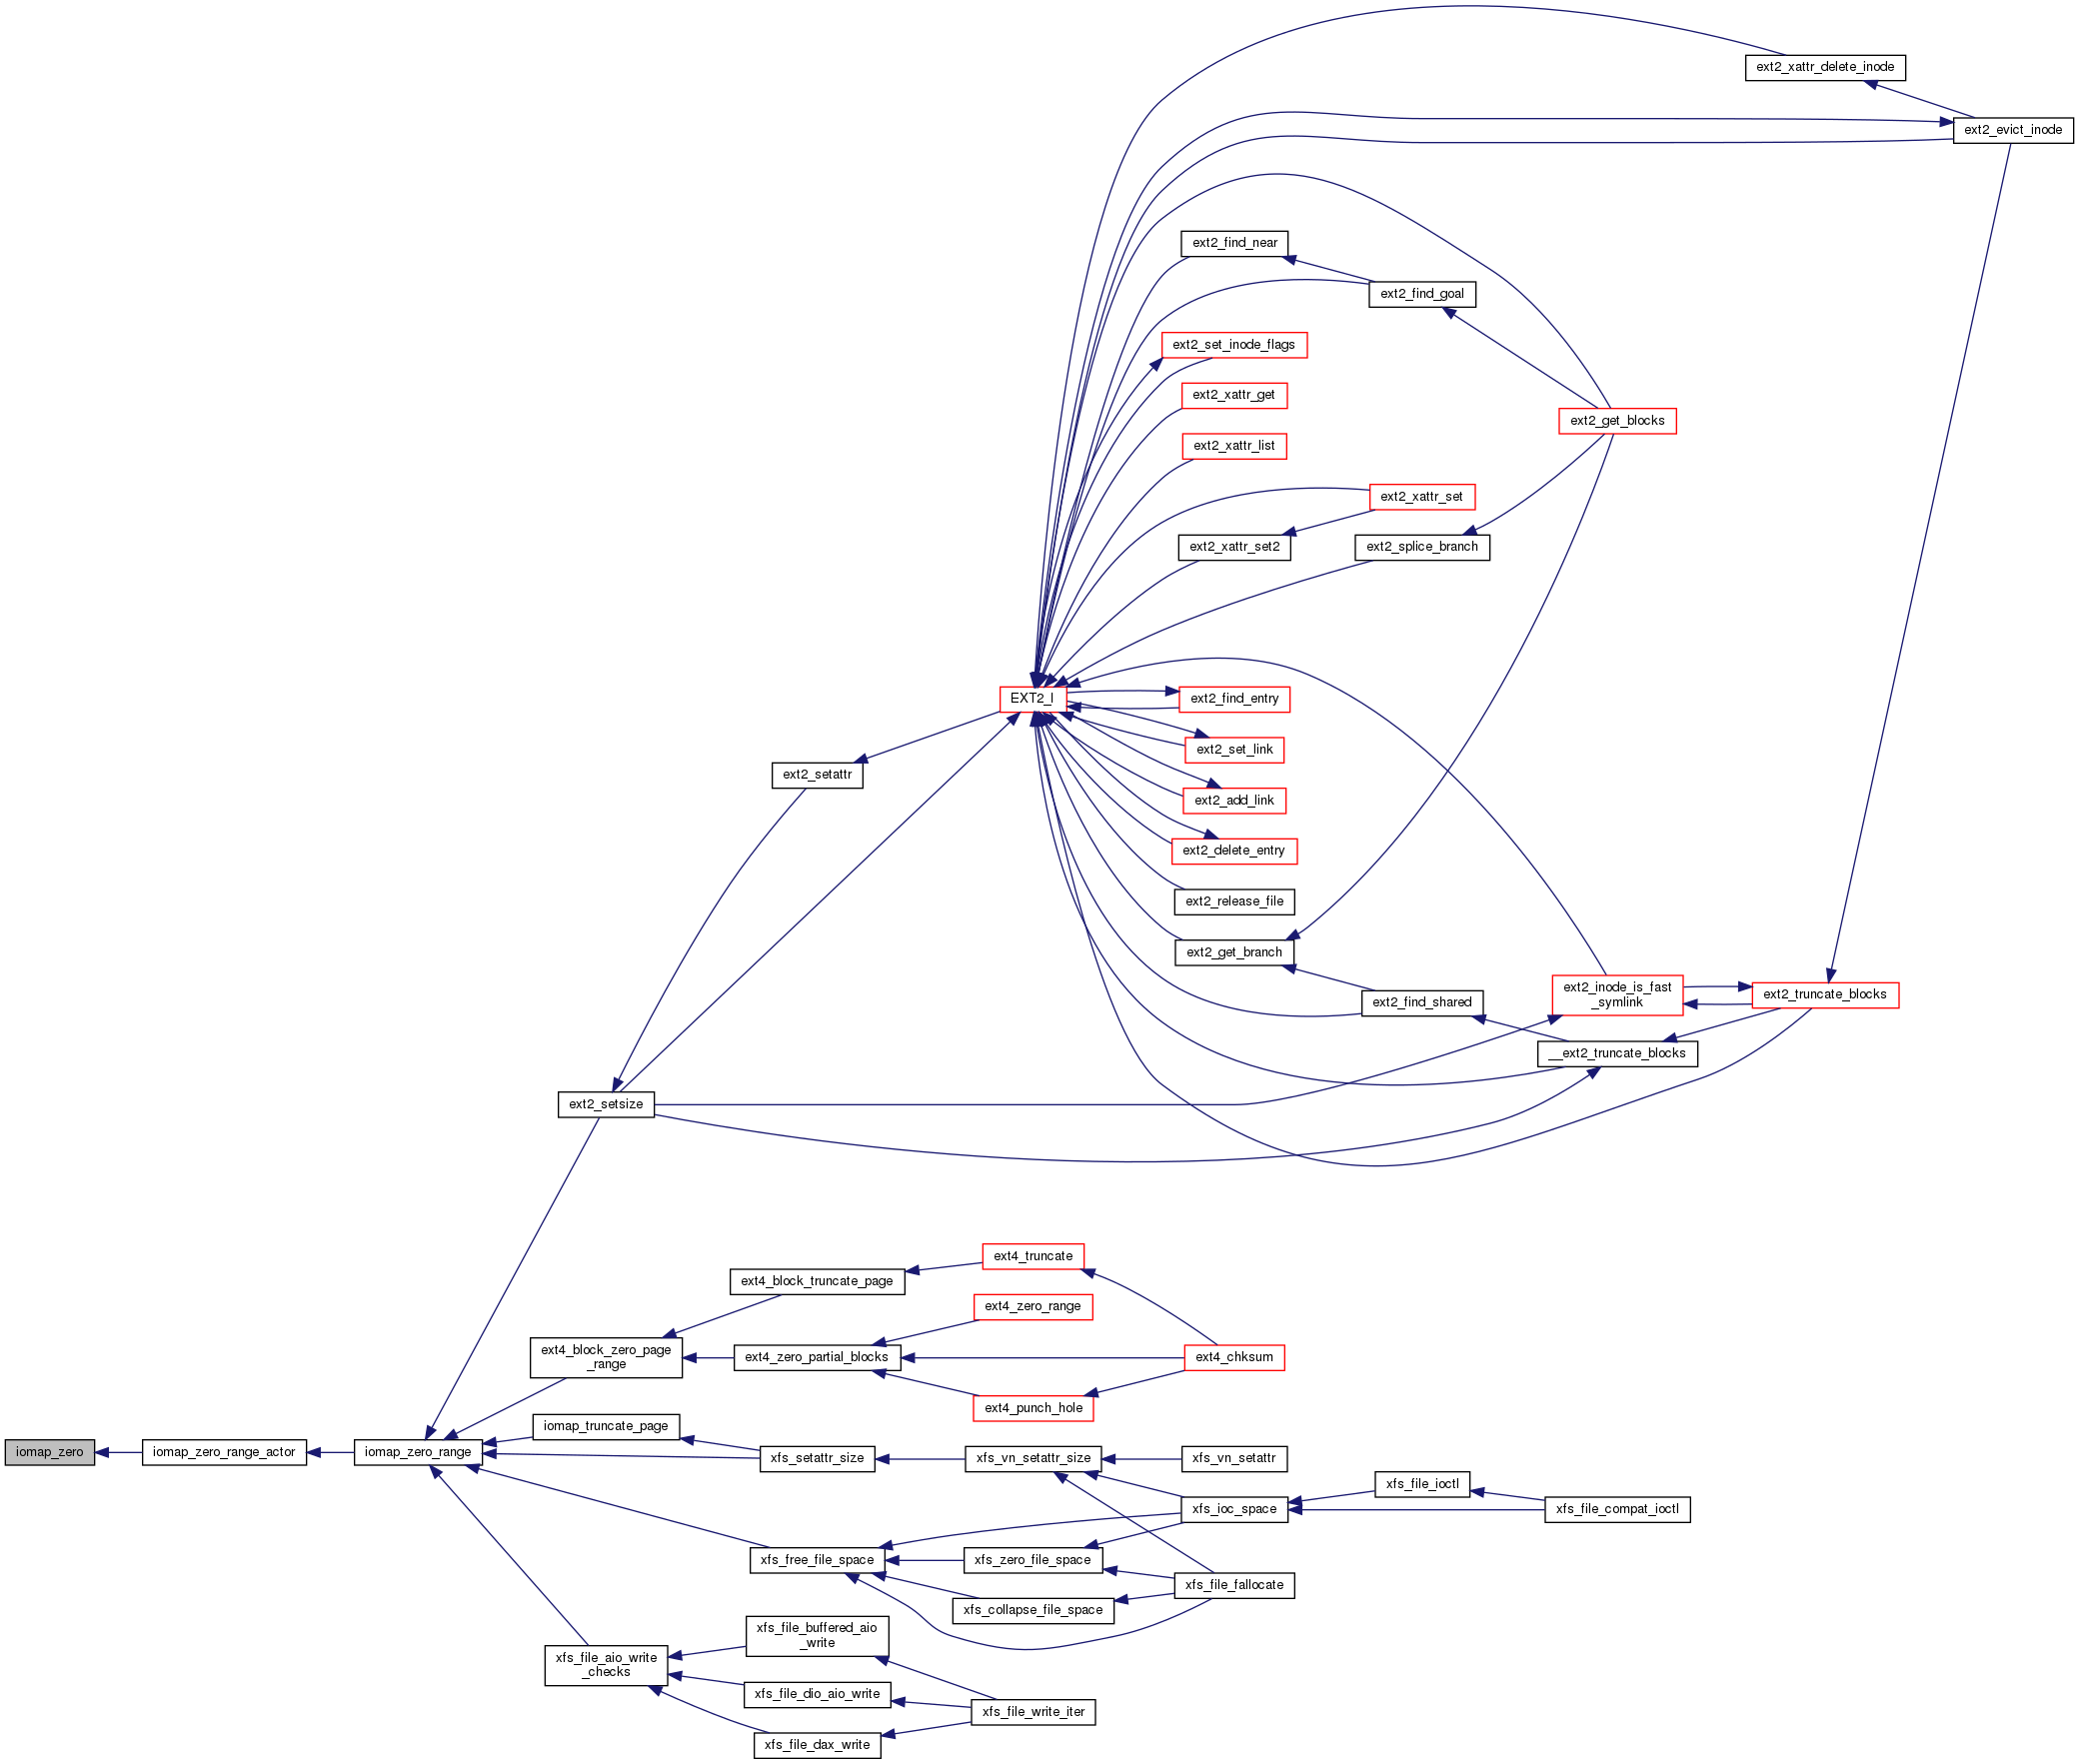 ext2_xattr_delete_inode
ext2_evict_inode
ext2_find_near
ext2_find_goal
ext2_set_inode_flags
ext2_xattr_get
ext2_get_blocks
ext2_xattr_list
ext2_xattr_set
ext2_xattr_set2
ext2_splice_branch
EXT2_I
ext2_find_entry
ext2_set_link
ext2_setattr
ext2_add_link
ext2_delete_entry
ext2_release_file
ext2_get_branch
ext2_inode_is_fast
_symlink
ext2_truncate_blocks
ext2_find_shared
__ext2_truncate_blocks
ext2_setsize
ext4_truncate
ext4_block_truncate_page
ext4_zero_range
ext4_block_zero_page
_range
ext4_zero_partial_blocks
ext4_chksum
ext4_punch_hole
iomap_truncate_page
iomap_zero
iomap_zero_range_actor
iomap_zero_range
xfs_setattr_size
xfs_vn_setattr_size
xfs_vn_setattr
xfs_file_ioctl
xfs_ioc_space
xfs_file_compat_ioctl
xfs_free_file_space
xfs_zero_file_space
xfs_file_fallocate
xfs_collapse_file_space
xfs_file_buffered_aio
_write
xfs_file_aio_write
_checks
xfs_file_dio_aio_write
xfs_file_write_iter
xfs_file_dax_write